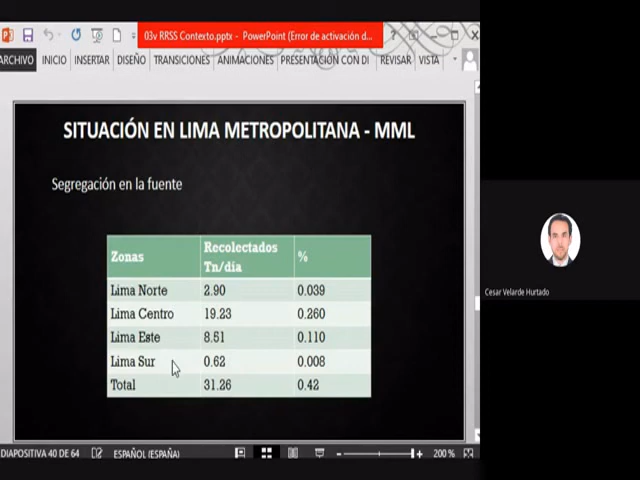 03v RRSS Contexto.pptx - PowerPoint (Error de activación d...
ARCHIVO INICIO INSERTAR DISEÑO TRANSICIONES ANIMACIONES PRESENTACIÓN CON DI REVISAR VISTA
SITUACIÓN EN LIMA METROPOLITANA - MML
Segregación en la fuente
Zonas Recolectados Tn/día %
Lima Norte 2.90 0.039
Lima Centro 19.23 0.260
Lima Este 8.51 0.110
Lima Sur 0.62 0.008
Total 31.26 0.42
Cesar Velarde Hurtado
DIAPOSITIVA 40 DE 64 ESPAÑOL (ESPAÑA) 200 %